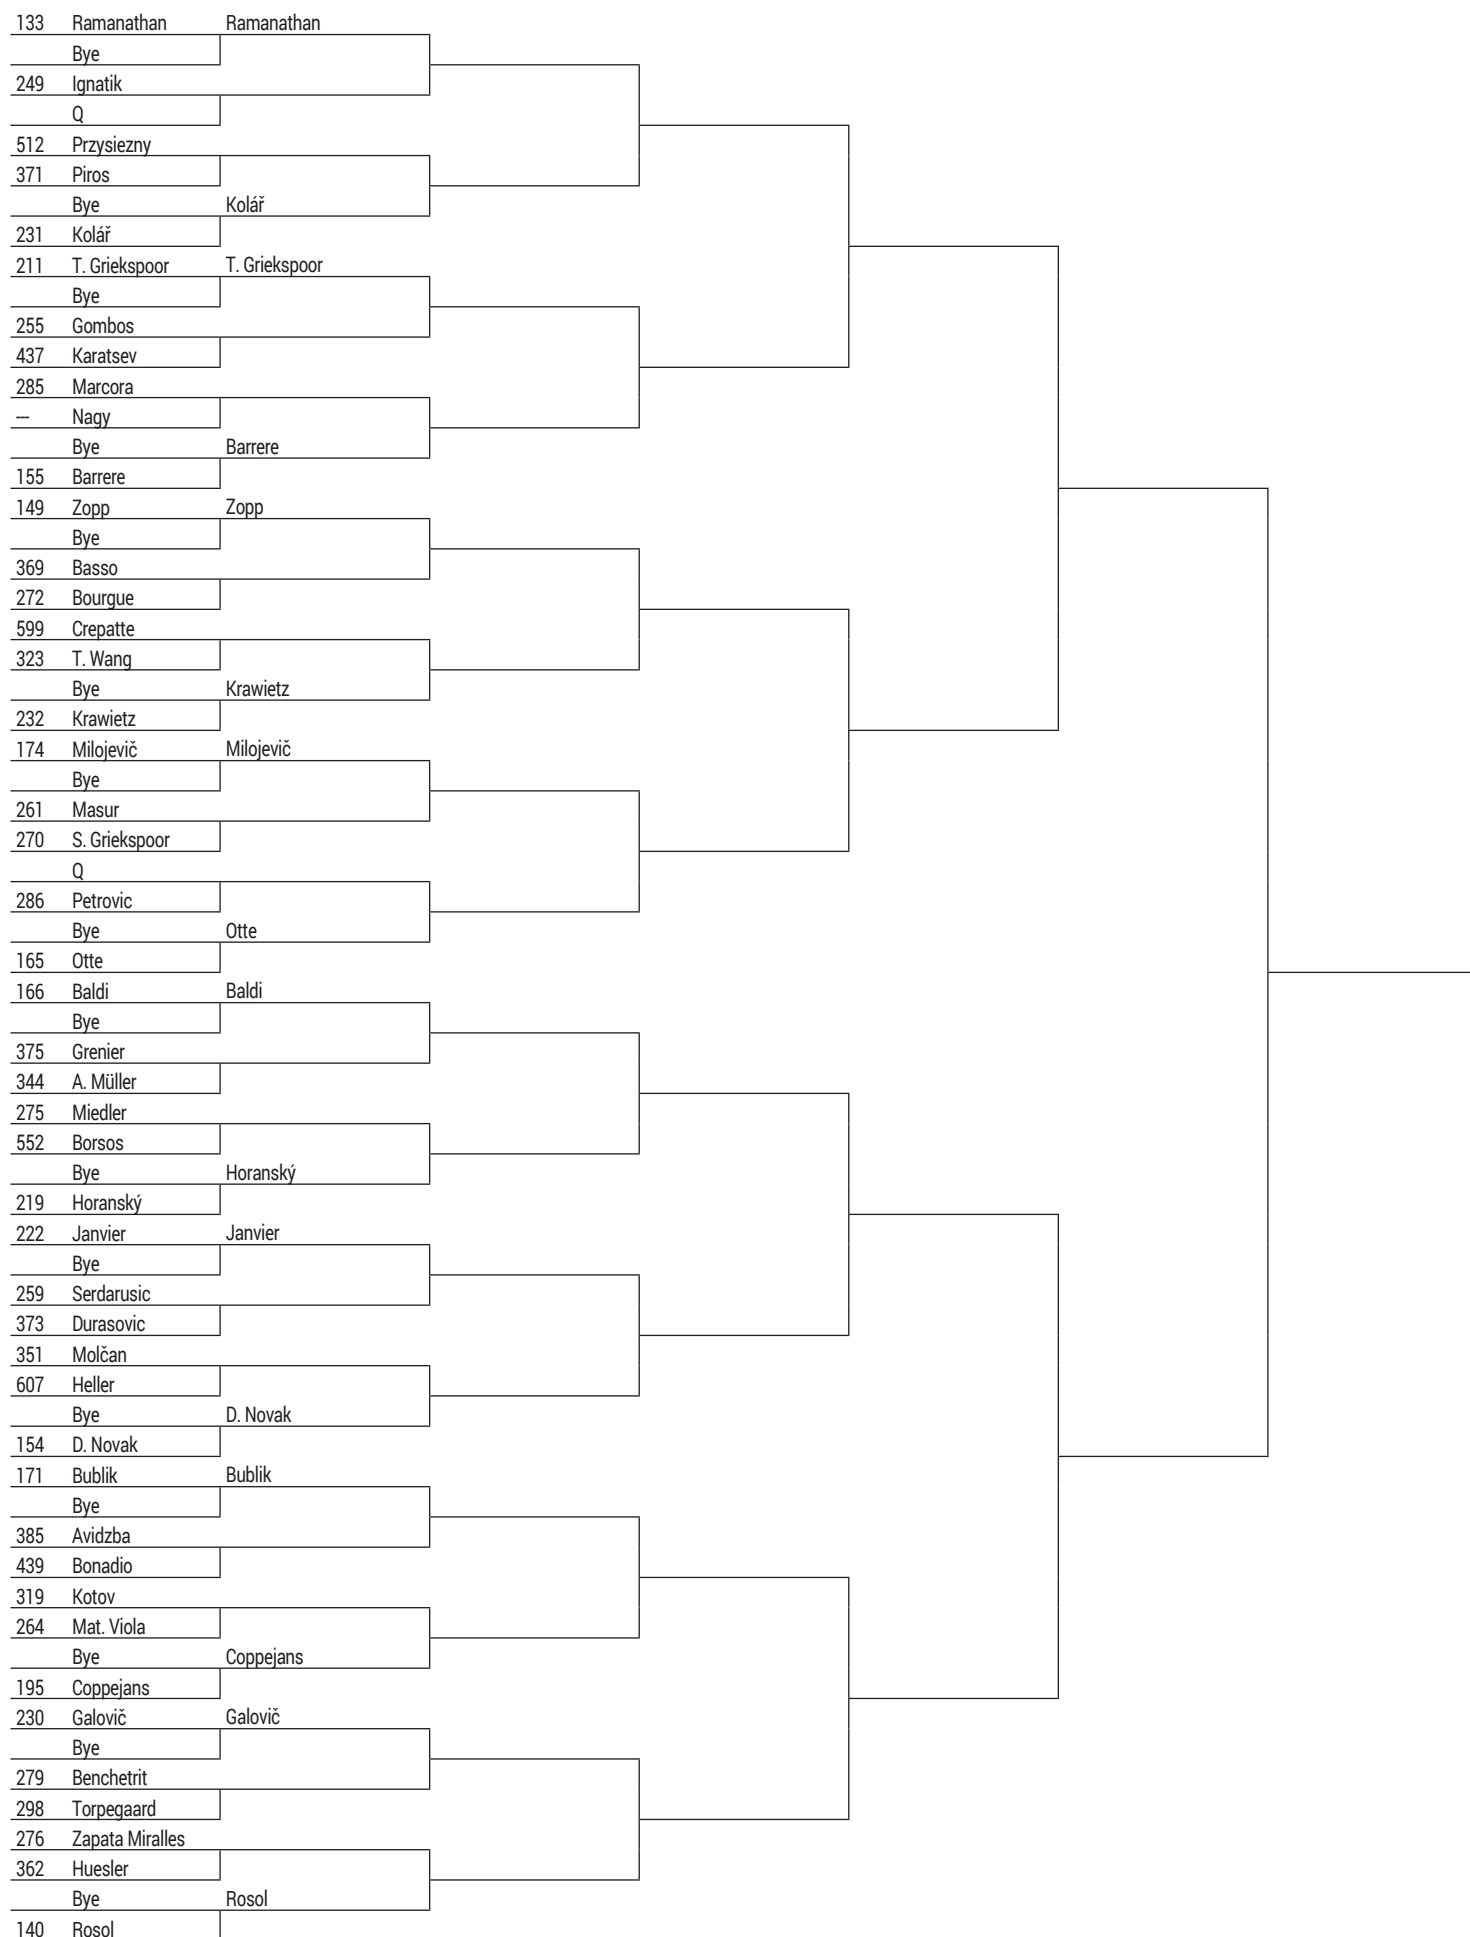 133 Ramanathan Ramanathan
Bye
249 Ignatik
Q
512 Przysiezny
371 Piros
Bye Kolář
231 Kolář
211 T. Griekspoor T. Griekspoor
Bye
255 Gombos
437 Karatsev
285 Marcora
--- Nagy
Bye Barrere
155 Barrere
149 Zopp Zopp
Bye
369 Basso
272 Bourgue
599 Crepatte
323 T. Wang
Bye Krawietz
232 Krawietz
174 Milojevič Milojevič
Bye
261 Masur
270 S. Griekspoor
Q
286 Petrovic
Bye Otte
165 Otte
166 Baldi Baldi
Bye
375 Grenier
344 A. Müller
275 Miedler
552 Borsos
Bye Horanský
219 Horanský
222 Janvier Janvier
Bye
259 Serdarusic
373 Durasovic
351 Molčan
607 Heller
Bye D. Novak
154 D. Novak
171 Bublik Bublik
Bye
385 Avidzba
439 Bonadio
319 Kotov
264 Mat. Viola
Bye Coppejans
195 Coppejans
230 Galovič Galovič
Bye
279 Benchetrit
298 Torpegaard
276 Zapata Miralles
362 Huesler
Bye Rosol
140 Rosol